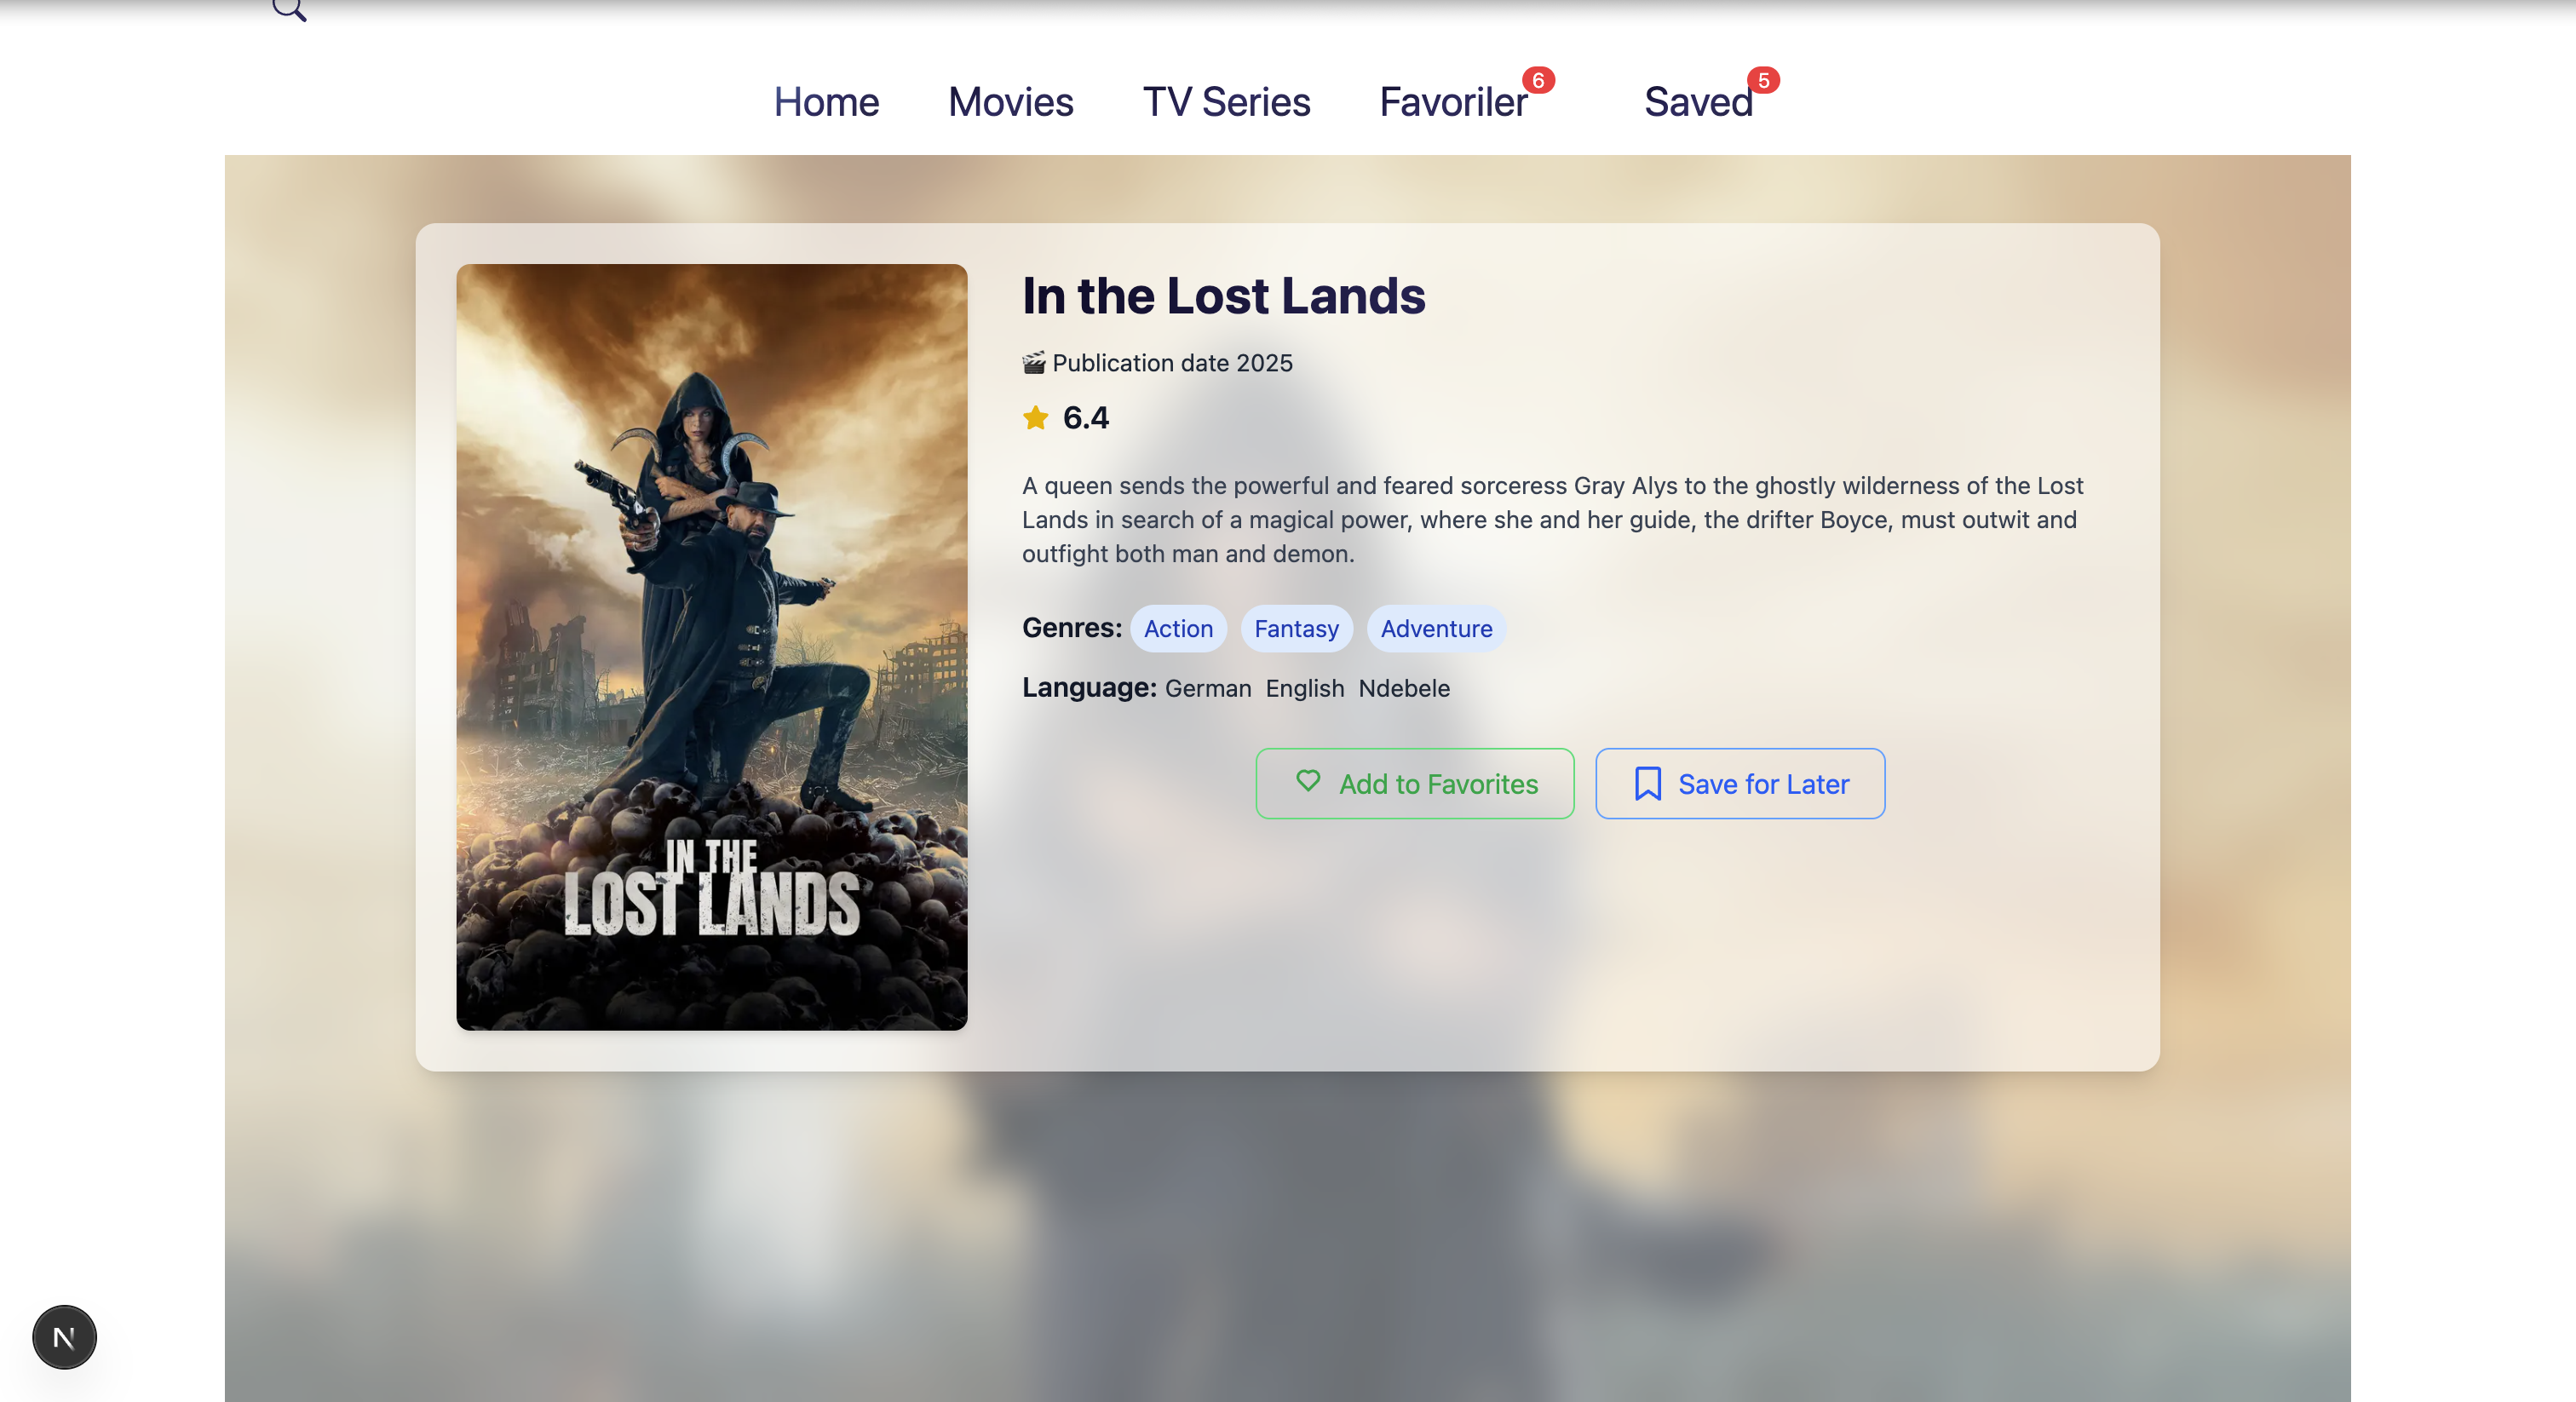 Home Movies TV Series Favoriler 6 Saved 5
In the Lost Lands
🎬 Publication date 2025
6.4
A queen sends the powerful and feared sorceress Gray Alys to the ghostly wilderness of the Lost
Lands in search of a magical power, where she and her guide, the drifter Boyce, must outwit and
outfight both man and demon.
Genres: Action Fantasy Adventure
Language: German English Ndebele
Add to Favorites Save for Later
IN THE
LOST LANDS
N